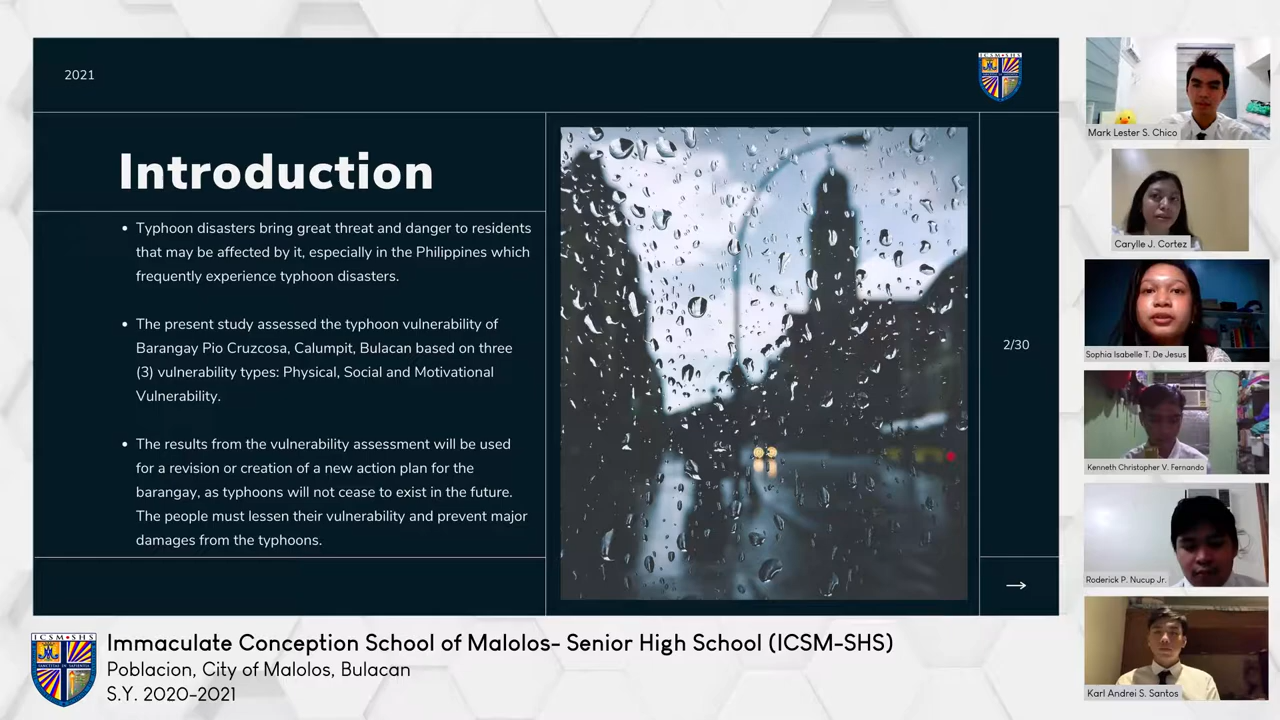 2021
ICSM•SHS
Introduction
• Typhoon disasters bring great threat and danger to residents
that may be affected by it, especially in the Philippines which
frequently experience typhoon disasters.
• The present study assessed the typhoon vulnerability of
Barangay Pio Cruzcosa, Calumpit, Bulacan based on three
(3) vulnerability types: Physical, Social and Motivational
Vulnerability.
• The results from the vulnerability assessment will be used
for a revision or creation of a new action plan for the
barangay, as typhoons will not cease to exist in the future.
The people must lessen their vulnerability and prevent major
damages from the typhoons.
2/30
→
Mark Lester S. Chico
Carylle J. Cortez
Sophia Isabelle T. De Jesus
Kenneth Christopher V. Fernando
Roderick P. Nucup Jr.
Karl Andrei S. Santos
ICSM•SHS
Immaculate Conception School of Malolos- Senior High School (ICSM-SHS)
Poblacion, City of Malolos, Bulacan
S.Y. 2020-2021